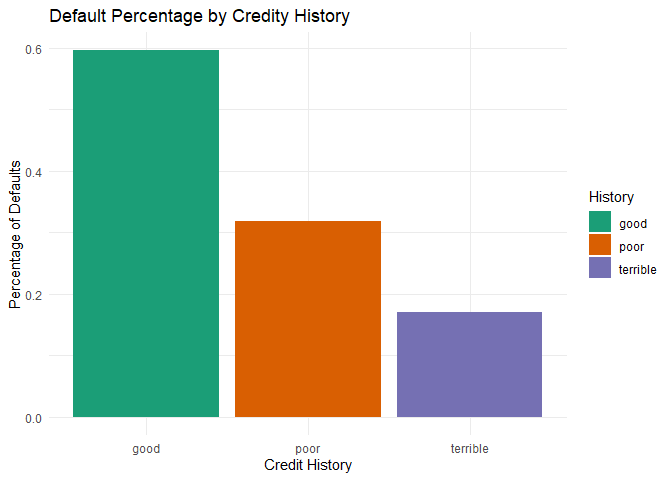 Default Percentage by Credity History
Percentage of Defaults
0.6
0.4
0.2
0.0
good
poor
terrible
Credit History
History
good
poor
terrible